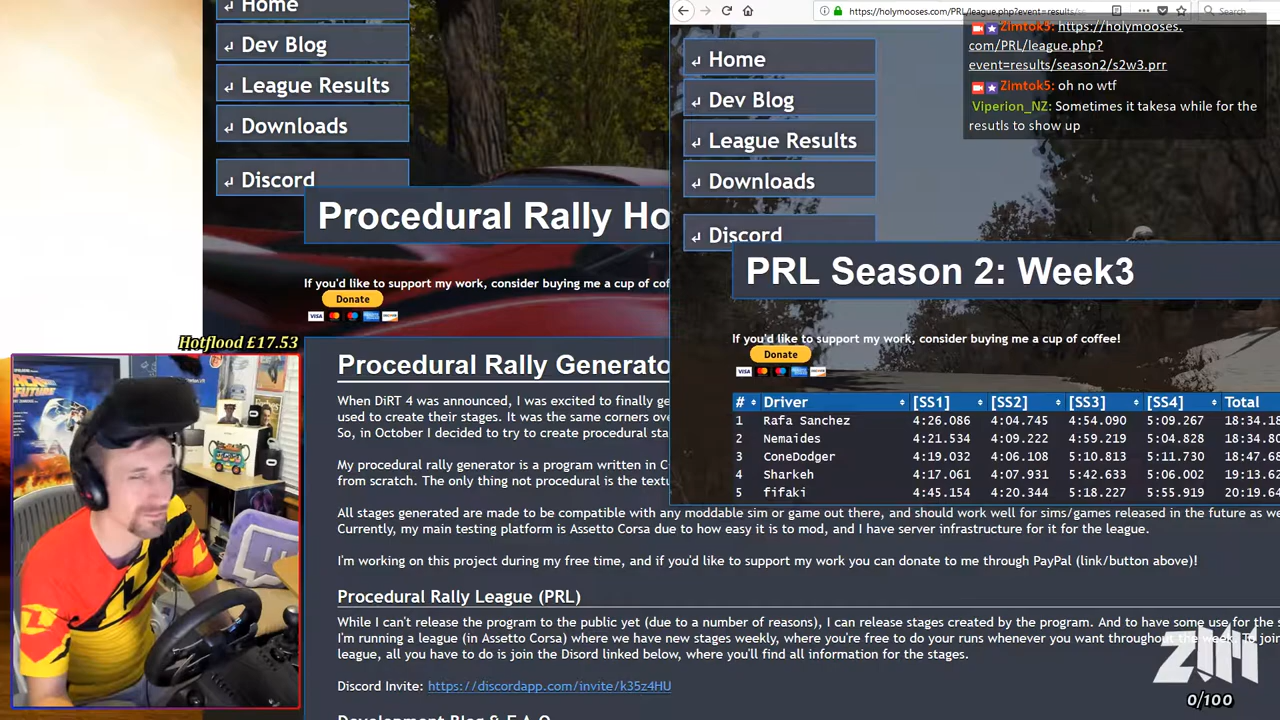 Home
Dev Blog
League Results
Downloads
Discord
Procedural Rally Ho
If you'd like to support my work, consider buying me a cup of cof
Donate
VISA
Hotflood £17.53
Procedural Rally Generato
When DiRT 4 was announced, I was excited to finally ge
used to create their stages. It was the same corners ov
So, in October I decided to try to create procedural sta
My procedural rally generator is a program written in C
from scratch. The only thing not procedural is the textu
All stages generated are made to be compatible with any moddable sim or game out there, and should work well for sims/games released in the future as we
Currently, my main testing platform is Assetto Corsa due to how easy it is to mod, and I have server infrastructure for it for the league.
I'm working on this project during my free time, and if you'd like to support my work you can donate to me through PayPal (link/button above)!
Procedural Rally League (PRL)
While I can't release the program to the public yet (due to a number of reasons), I can release stages created by the program. And to have some for the s
I'm running a league (in Assetto Corsa) where we have new stages weekly, where you're free to do your runs whenever you want throughout the week. To join
league, all you have to do is join the Disord linked below, where you'll find all information for the stages.
Discord Invite: https://discordapp.com/invite/k35z4HU
https://holymooses.com/PRL/league.php?event=results/s
Search
Zimtok5: https://holymooses.
com/PRL/league.php?
event=results/season2/s2w3.prr
Zimtok5: oh no wtf
Viperion_NZ: Sometimes it takesa while for the
resutls to show up
Home
Dev Blog
League Results
Downloads
Discord
PRL Season 2: Week3
If you'd like to support my work, consider buying me a cup of coffee!
Donate
VISA
# Driver [SS1] [SS2] [SS3] [SS4] Total
1 Rafa Sanchez 4:26.086 4:04.745 4:54.090 5:09.267 18:34.18
2 Nemaides 4:21.534 4:09.222 4:59.219 5:04.828 18:34.80
3 ConeDodger 4:19.032 4:06.108 5:10.813 5:11.730 18:47.68
4 Sharkeh 4:17.061 4:07.931 5:42.633 5:06.002 19:13.62
5 fifaki 4:45.154 4:20.344 5:18.227 5:55.919 20:19.64
ZIM
0/100